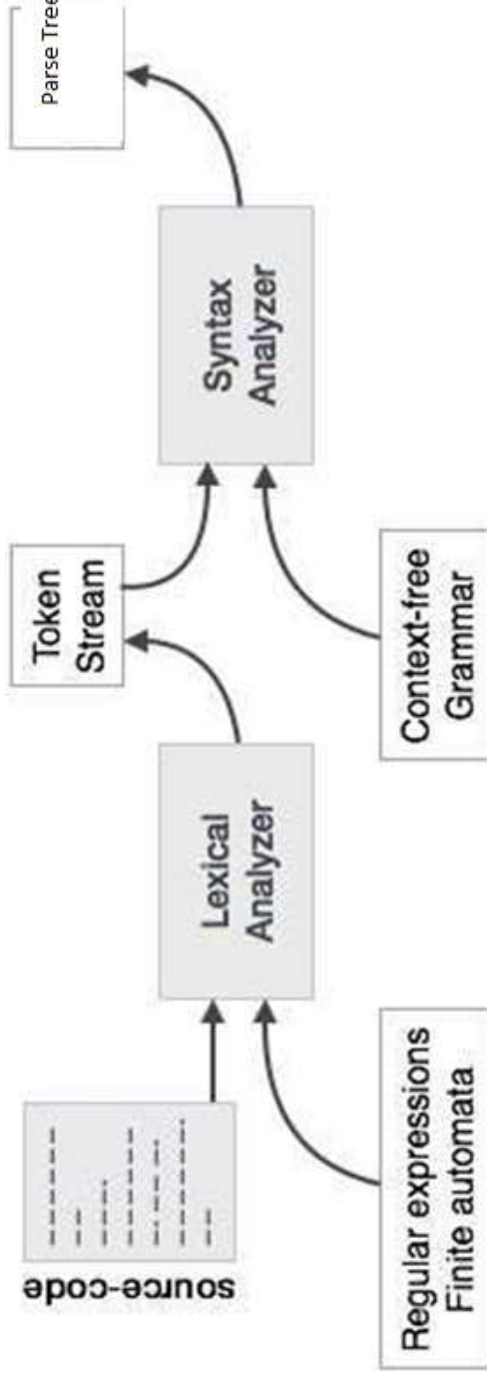 source-code
Regular expressions
Finite automata
Lexical
Analyzer
Token
Stream
Context-free
Grammar
Syntax
Analyzer
Parse Tree